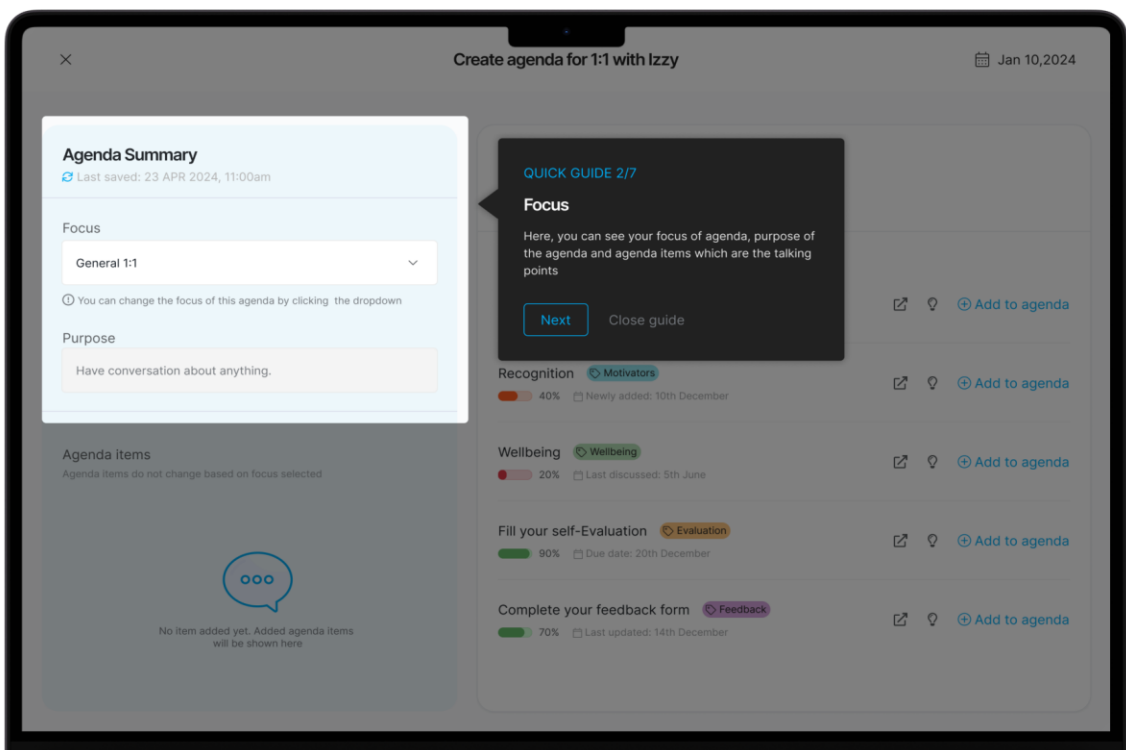 Create agenda for 1:1 with Izzy
Jan 10,2024
Agenda Summary
Last saved: 23 APR 2024, 11:00am
Focus
General 1:1
You can change the focus of this agenda by clicking the dropdown
Purpose
Have conversation about anything.
Agenda items
Agenda items do not change based on focus selected
No item added yet. Added agenda items
will be shown here
QUICK GUIDE 2/7
Focus
Here, you can see your focus of agenda, purpose of
the agenda and agenda items which are the talking
points
Next
Close guide
Add to agenda
Recognition
Motivators
40%
Newly added: 10th December
Add to agenda
Wellbeing
Wellbeing
20%
Last discussed: 5th June
Add to agenda
Fill your self-Evaluation
Evaluation
90%
Due date: 20th December
Add to agenda
Complete your feedback form
Feedback
70%
Last updated: 14th December
Add to agenda